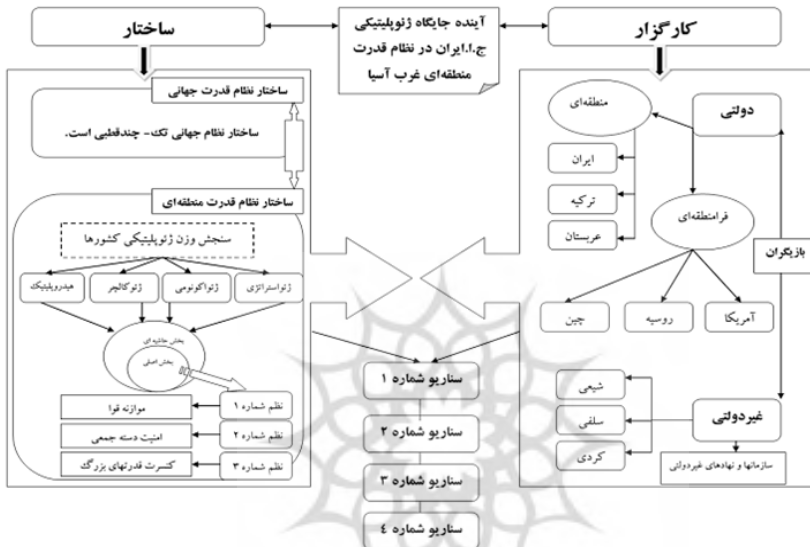 آینده جایگاه ژئوپلیتیکی
ج.ا.ایران در نظام قدرت
منطقه‌ای غرب آسیا
کارگزار
ساختار
دولتی
منطقه‌ای
ایران
ترکیه
عربستان
فرامنطقه‌ای
بازیگران
آمریکا
روسیه
چین
غیردولتی
شیعی
سلفی
کردی
سازمانها و نهادهای غیردولتی
ساختار نظام قدرت جهانی
ساختار نظام جهانی تک- چندقطبی است.
ساختار نظام قدرت منطقه‌ای
سنجش وزن ژئوپلیتیکی کشورها
ژئواستراتژی
ژئواکونومی
ژئوکالچر
هیدروپلیتیک
بخش حاشیه ای
بخش اصلی
نظم شماره ۱
موازنه قوا
نظم شماره ۲
امنیت دسته جمعی
نظم شماره ۳
کنسرت قدرتهای بزرگ
سناریو شماره ۱
سناریو شماره ۲
سناریو شماره ۳
سناریو شماره ٤